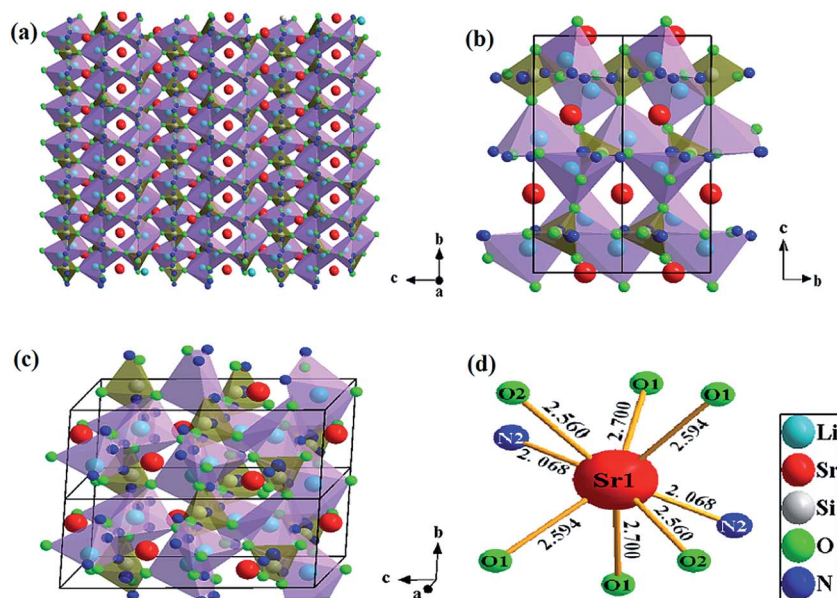 (a)
b
c
a
(b)
c
b
(c)
b
c
a
(d)
O2
O1
O1
2.560
2.700
2.594
N2
2. 068
Sr1
2. 068
N2
2.594
2.700
2.560
O1
O1
O2
Li
Sr
Si
O
N